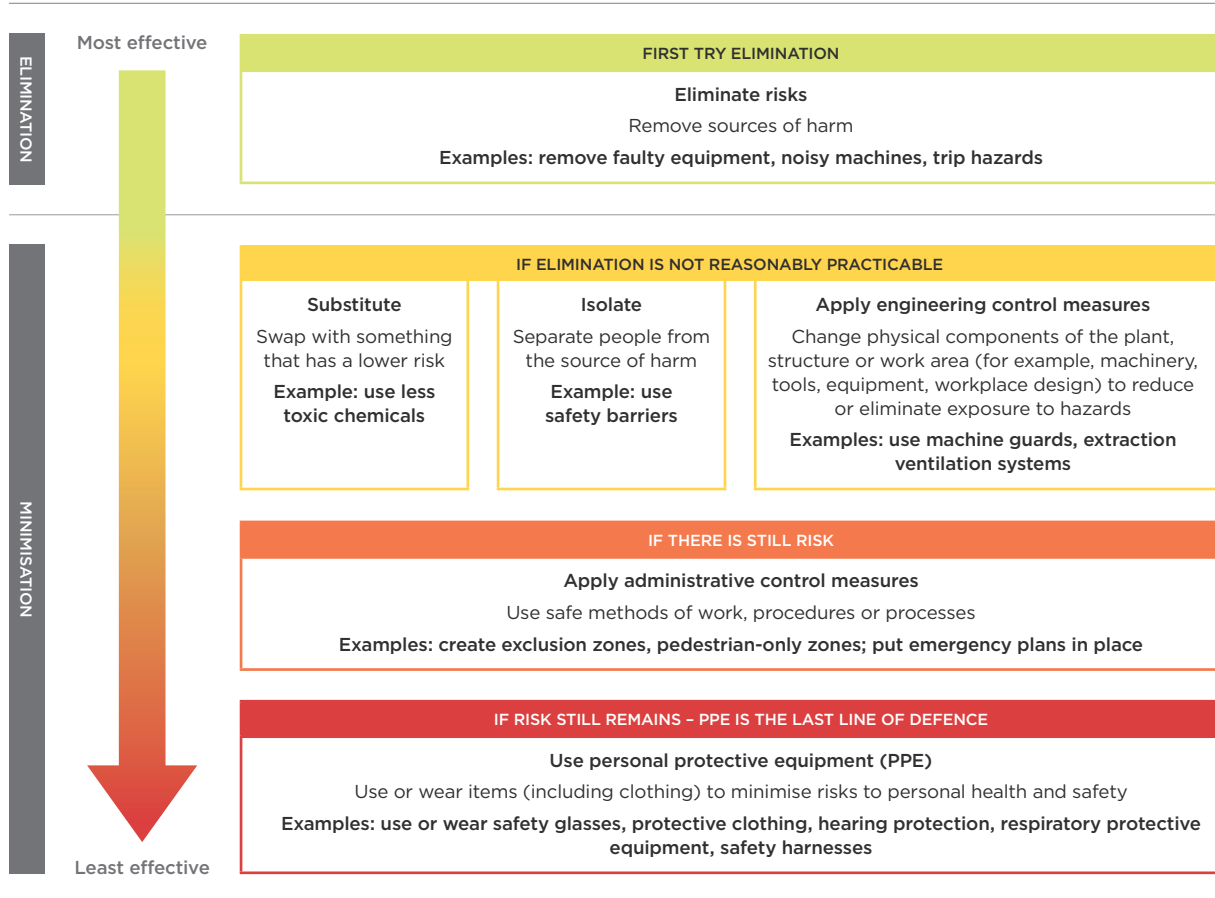 ELIMINATION
Most effective
FIRST TRY ELIMINATION
Eliminate risks
Remove sources of harm
Examples: remove faulty equipment, noisy machines, trip hazards
MINIMISATION
IF ELIMINATION IS NOT REASONABLY PRACTICABLE
Substitute
Swap with something
that has a lower risk
Example: use less
toxic chemicals
Isolate
Separate people from
the source of harm
Example: use
safety barriers
Apply engineering control measures
Change physical components of the plant,
structure or work area (for example, machinery,
tools, equipment, workplace design) to reduce
or eliminate exposure to hazards
Examples: use machine guards, extraction
ventilation systems
IF THERE IS STILL RISK
Apply administrative control measures
Use safe methods of work, procedures or processes
Examples: create exclusion zones, pedestrian-only zones; put emergency plans in place
IF RISK STILL REMAINS – PPE IS THE LAST LINE OF DEFENCE
Use personal protective equipment (PPE)
Use or wear items (including clothing) to minimise risks to personal health and safety
Examples: use or wear safety glasses, protective clothing, hearing protection, respiratory protective
equipment, safety harnesses
Least effective